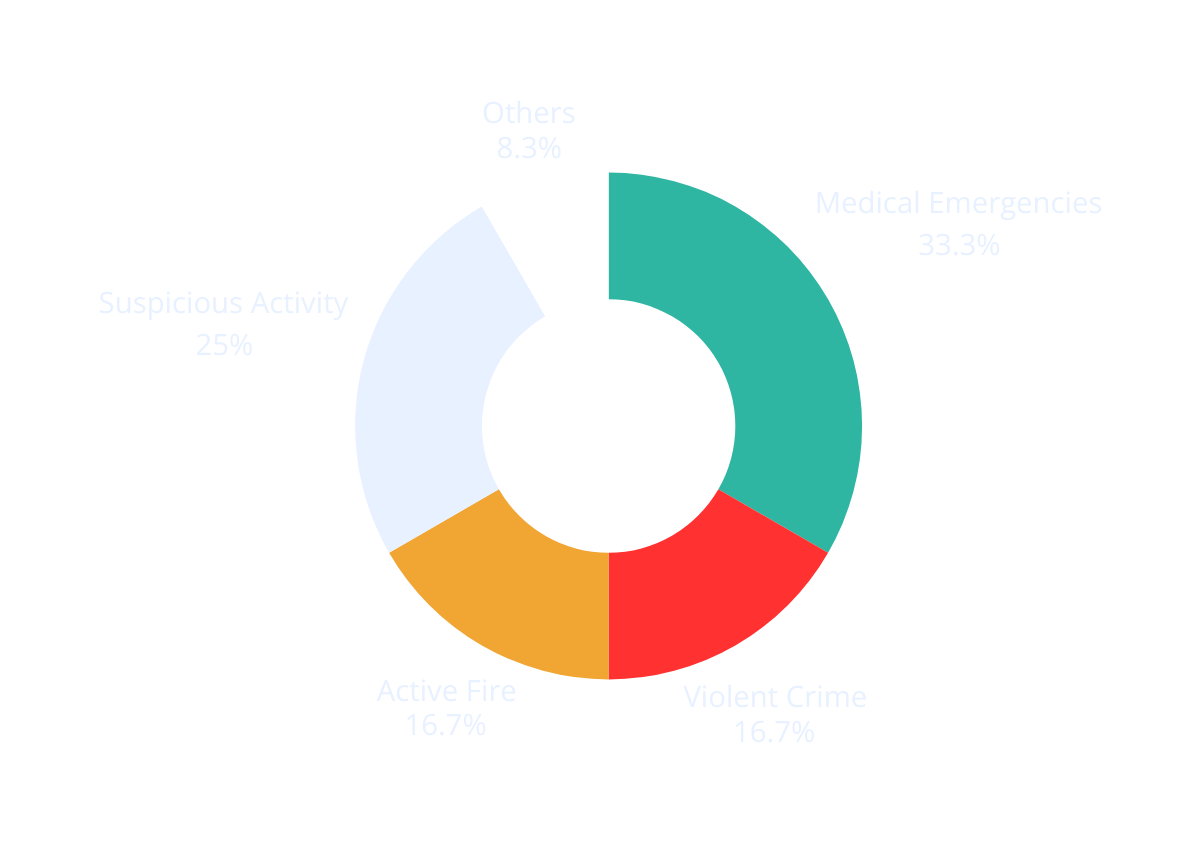 Others
8.3%
Medical Emergencies
33.3%
Suspicious Activity
25%
Active Fire
16.7%
Violent Crime
16.7%